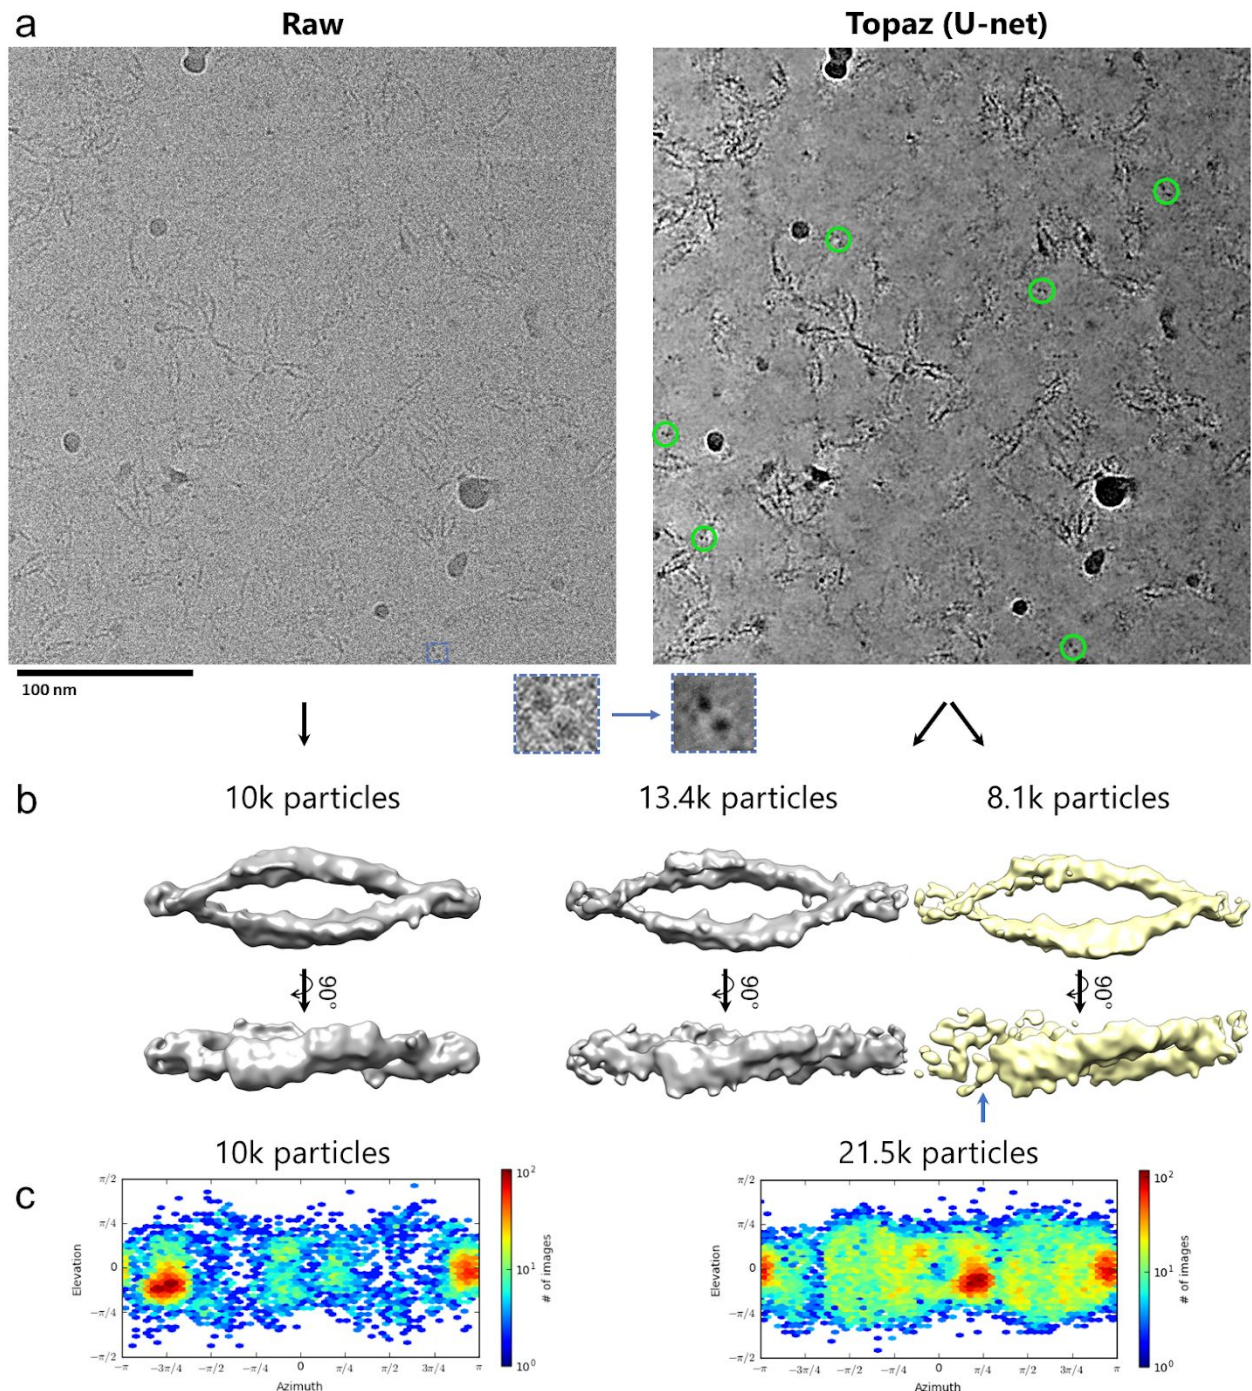 a
Raw
Topaz (U-net)
100 nm
b
10k particles
13.4k particles
8.1k particles
90°
90°
90°
10k particles
21.5k particles
c
π/2
π/4
0
−π/4
−π/2
Elevation
−π
−3π/4
−π/2
−π/4
0
π/4
π/2
3π/4
π
Azimuth
10²
10¹
10⁰
# of images
π/2
π/4
0
−π/4
−π/2
Elevation
−π
−3π/4
−π/2
−π/4
0
π/4
π/2
3π/4
π
Azimuth
10²
10¹
10⁰
# of images